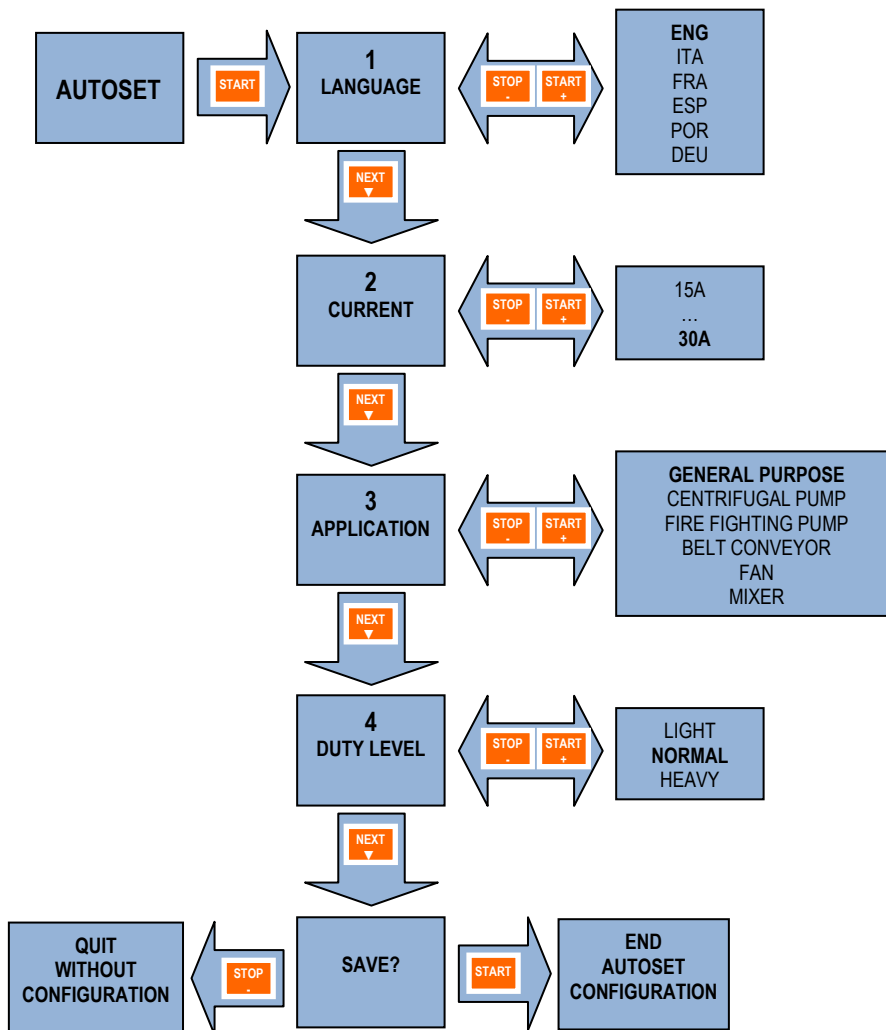 AUTOSET
START
1
LANGUAGE
STOP
-
START
+
ENG
ITA
FRA
ESP
POR
DEU
NEXT
▼
2
CURRENT
STOP
-
START
+
15A
...
30A
NEXT
▼
3
APPLICATION
STOP
-
START
+
GENERAL PURPOSE
CENTRIFUGAL PUMP
FIRE FIGHTING PUMP
BELT CONVEYOR
FAN
MIXER
NEXT
▼
4
DUTY LEVEL
STOP
-
START
+
LIGHT
NORMAL
HEAVY
NEXT
▼
QUIT
WITHOUT
CONFIGURATION
STOP
-
SAVE?
START
END
AUTOSET
CONFIGURATION